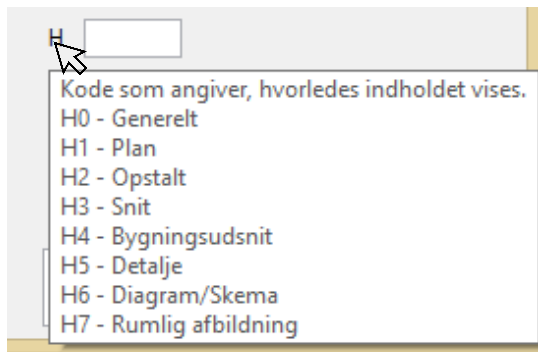 H
Kode som angiver, hvorledes indholdet vises.
H0 - Generelt
H1 - Plan
H2 - Opstalt
H3 - Snit
H4 - Bygningsudsnit
H5 - Detalje
H6 - Diagram/Skema
H7 - Rumlig afbildning